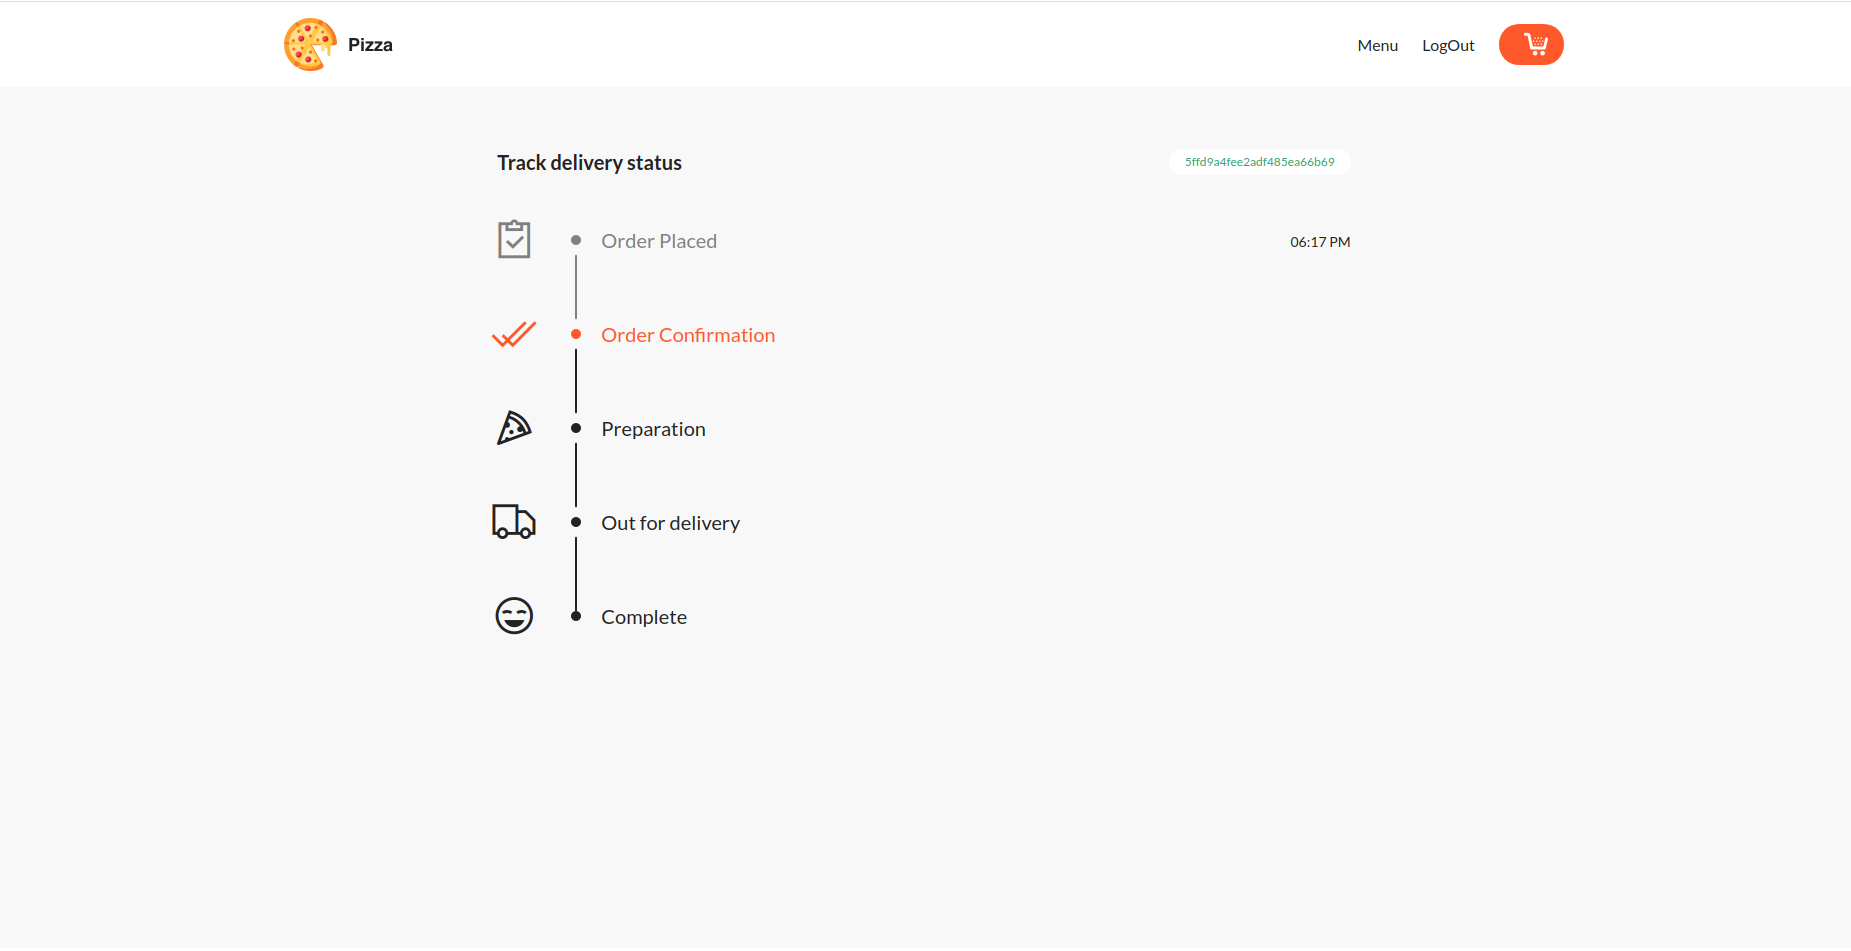 Pizza
Menu LogOut
Track delivery status
5ffd9a4fee2adf485ea66b69
Order Placed
06:17 PM
Order Confirmation
Preparation
Out for delivery
Complete